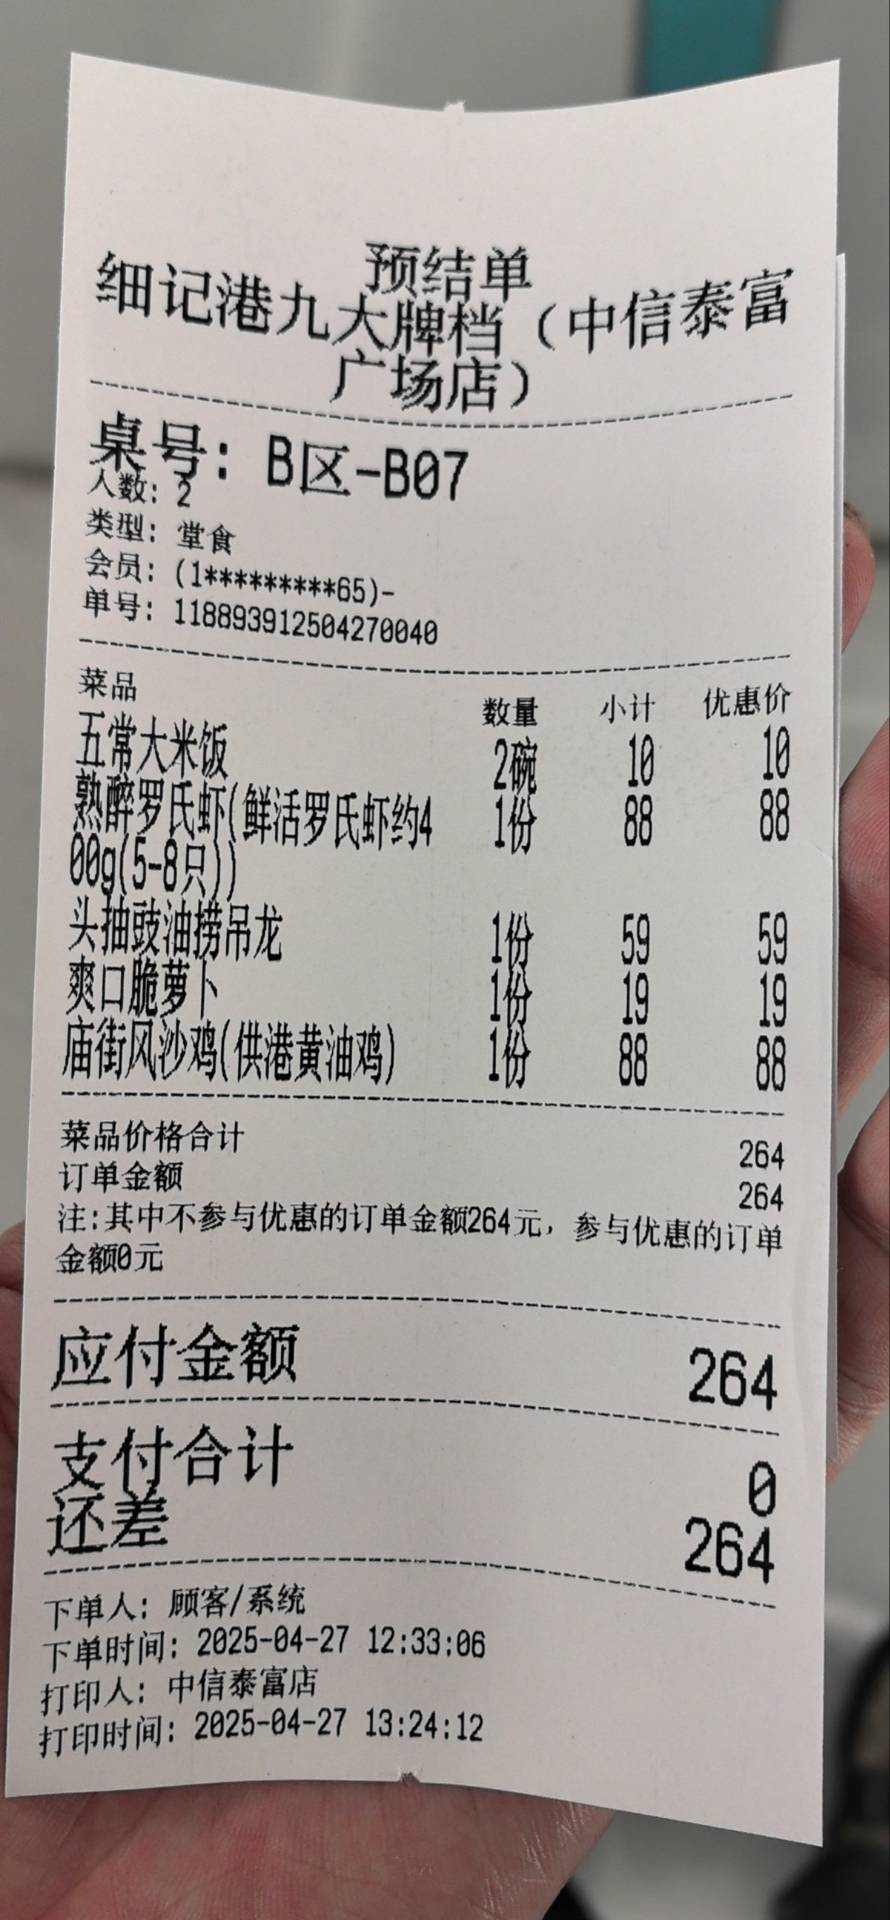 预结单
细记港九大牌档（中信泰富
广场店）
桌号：B区-B07
人数：2
类型：堂食
会员：(1*********65)-
单号：118893912504270040
菜品 数量 小计 优惠价
五常大米饭 2碗 10 10
熟醉罗氏虾(鲜活罗氏虾约4 1份 88 88
00g(5-8只))
头抽豉油捞吊龙 1份 59 59
爽口脆萝卜 1份 19 19
庙街风沙鸡(供港黄油鸡) 1份 88 88
菜品价格合计 264
订单金额 264
注:其中不参与优惠的订单金额264元，参与优惠的订单
金额0元
应付金额 264
支付合计 0
还差 264
下单人：顾客/系统
下单时间：2025-04-27 12:33:06
打印人：中信泰富店
打印时间：2025-04-27 13:24:12